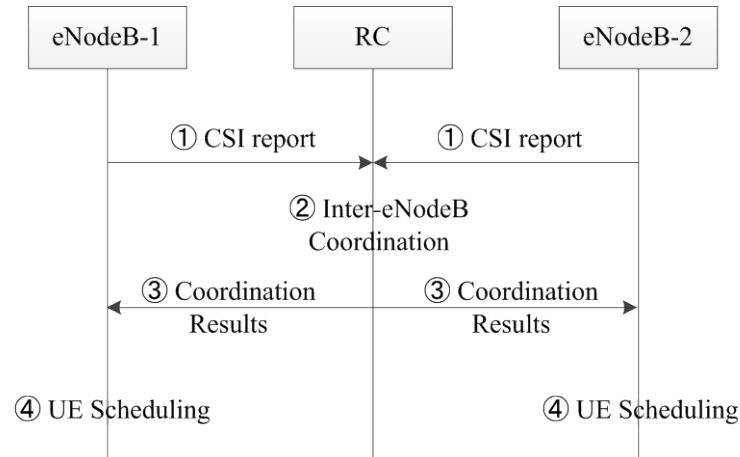 eNodeB-1
RC
eNodeB-2
① CSI report
① CSI report
② Inter-eNodeB
Coordination
③ Coordination
Results
③ Coordination
Results
④ UE Scheduling
④ UE Scheduling